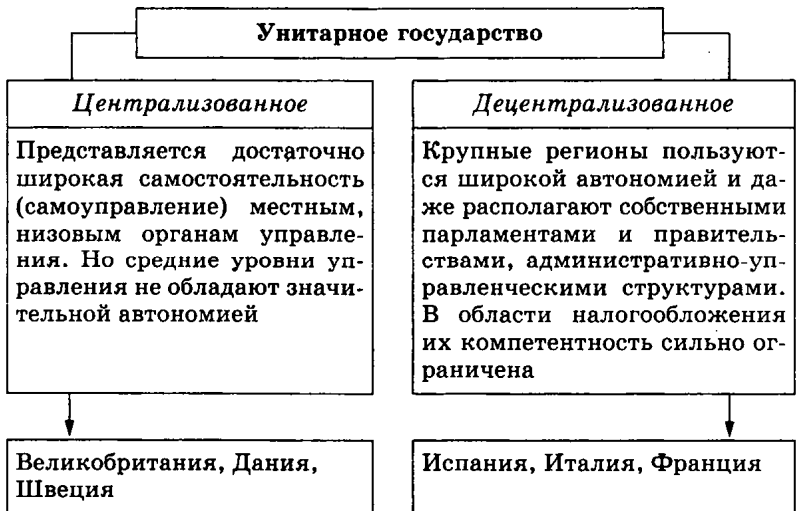 Унитарное государство
Централизованное
Представляется достаточно
широкая самостоятельность
(самоуправление) местным,
низовым органам управле-
ния. Но средние уровни уп-
равления не обладают значи-
тельной автономией
Великобритания, Дания,
Швеция
Децентрализованное
Крупные регионы пользуют-
ся широкой автономией и да-
же располагают собственными
парламентами и правитель-
ствами, административно-уп-
равленческими структурами.
В области налогообложения
их компетентность сильно ог-
раничена
Испания, Италия, Франция